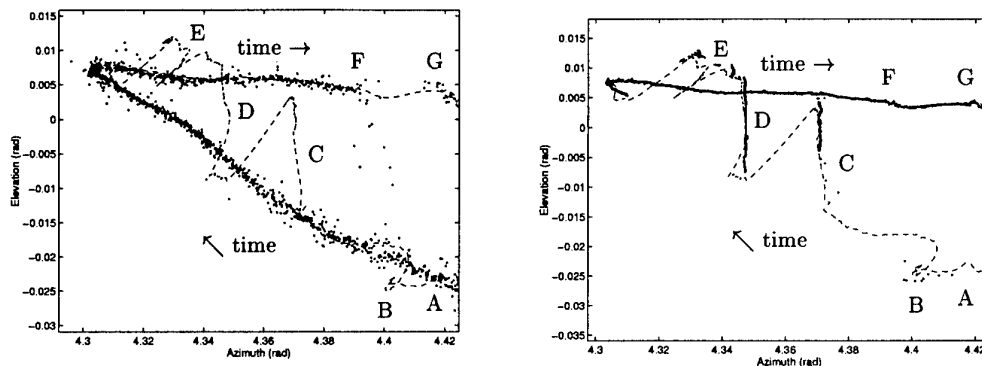 0.015
0.01
0.005
0
−0.005
−0.01
−0.015
−0.02
−0.025
−0.03
Elevation (rad)
E
time →
F
G
D
C
time
B
A
4.3 4.32 4.34 4.36 4.38 4.4 4.42
Azimuth (rad)
0.015
0.01
0.005
0
−0.005
−0.01
−0.015
−0.02
−0.025
−0.03
−0.035
Elevation (rad)
E
time →
F
G
D
C
time
B
A
4.3 4.32 4.34 4.36 4.38 4.4 4.42
Azimuth (rad)